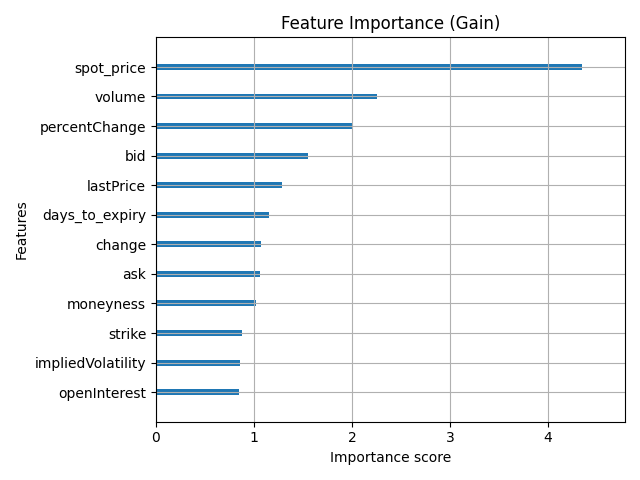 Feature Importance (Gain)
Features
spot_price
volume
percentChange
bid
lastPrice
days_to_expiry
change
ask
moneyness
strike
impliedVolatility
openInterest
0 1 2 3 4
Importance score